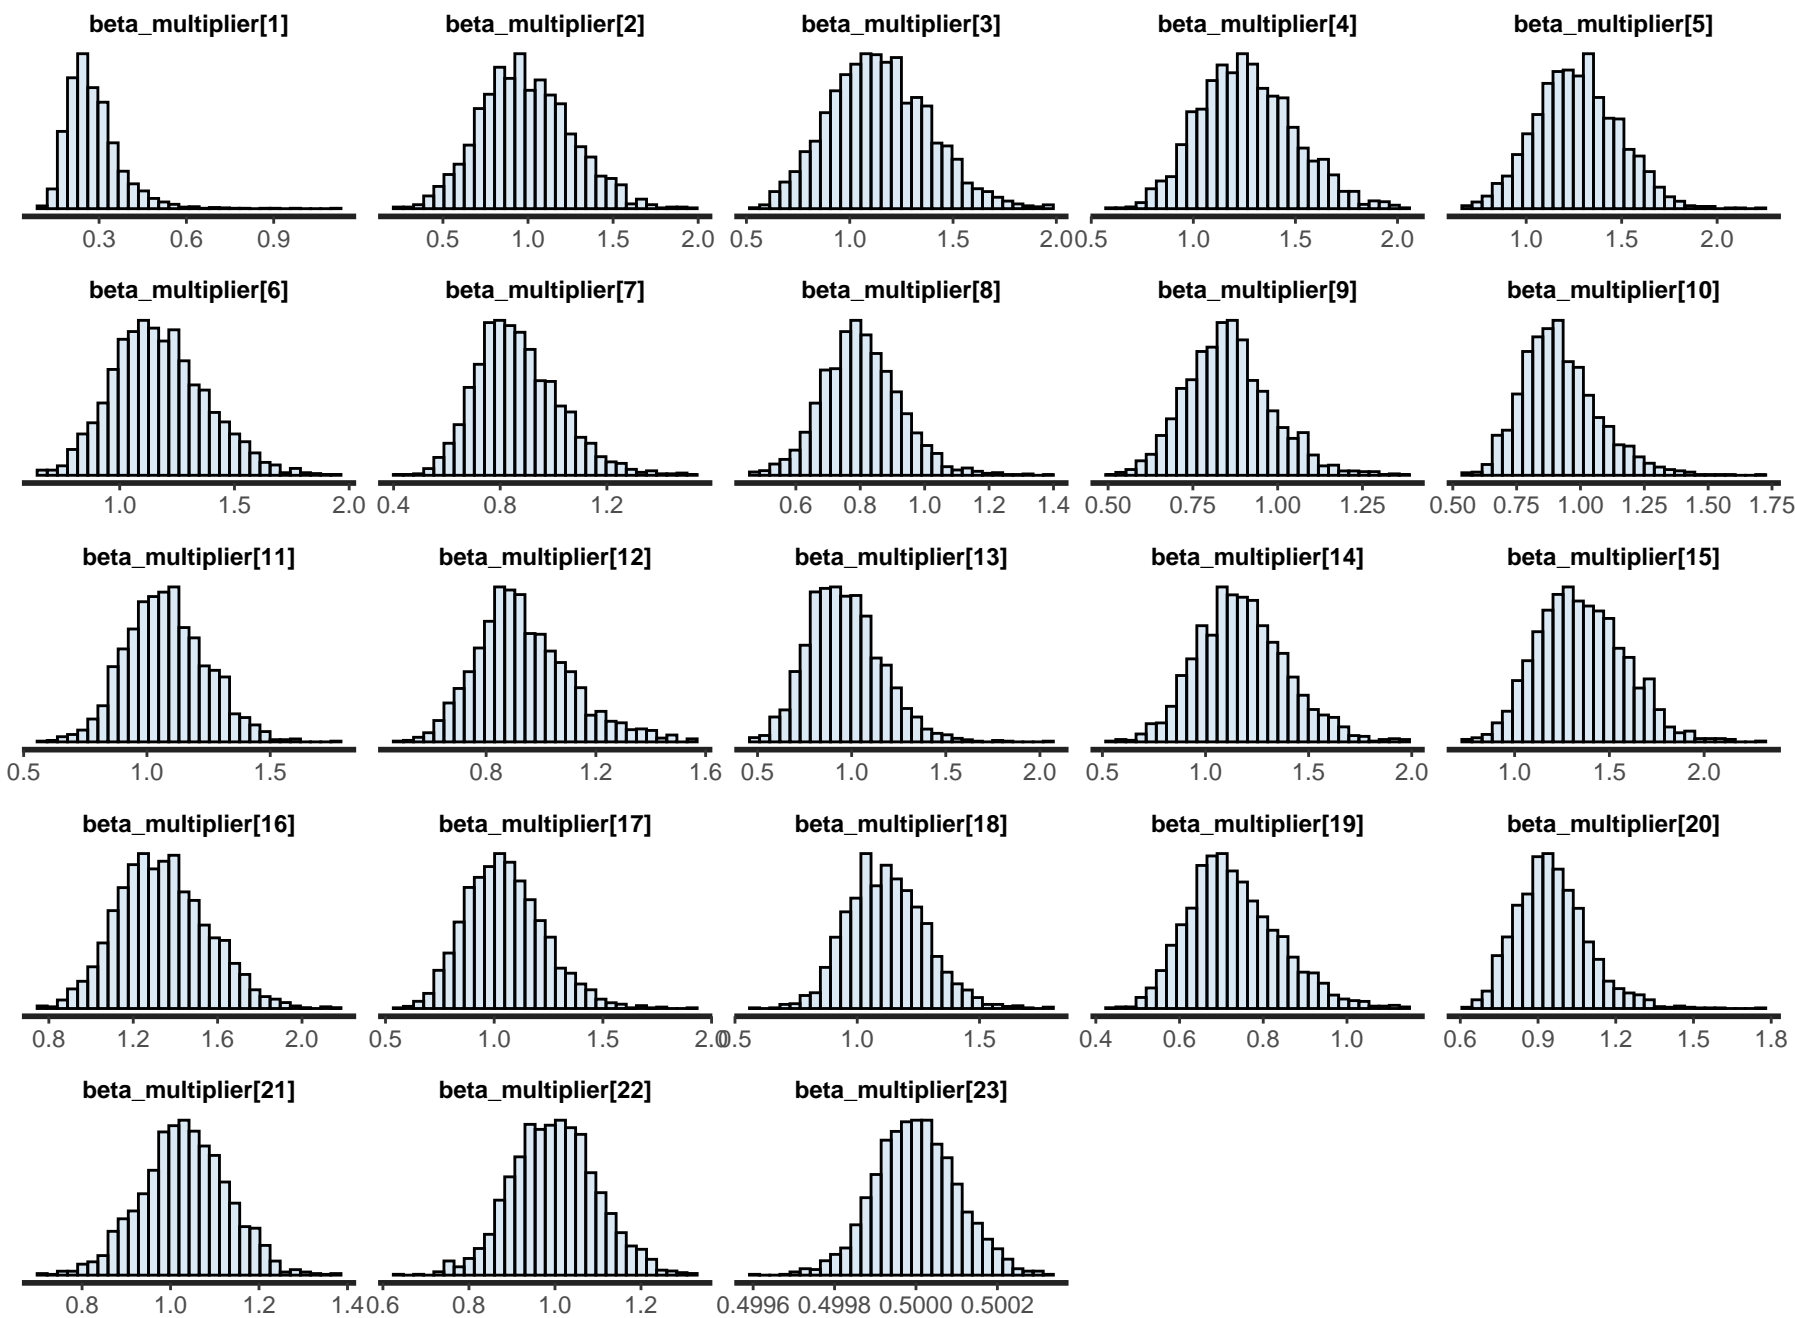 beta_multiplier[1] beta_multiplier[2] beta_multiplier[3] beta_multiplier[4] beta_multiplier[5]
0.3 0.6 0.9 0.5 1.0 1.5 2.0 0.5 1.0 1.5 2.0 0.5 1.0 1.5 2.0 1.0 1.5 2.0
beta_multiplier[6] beta_multiplier[7] beta_multiplier[8] beta_multiplier[9] beta_multiplier[10]
1.0 1.5 2.0 0.4 0.8 1.2 0.6 0.8 1.0 1.2 1.4 0.50 0.75 1.00 1.25 0.50 0.75 1.00 1.25 1.50 1.75
beta_multiplier[11] beta_multiplier[12] beta_multiplier[13] beta_multiplier[14] beta_multiplier[15]
0.5 1.0 1.5 0.8 1.2 1.6 0.5 1.0 1.5 2.0 0.5 1.0 1.5 2.0 1.0 1.5 2.0
beta_multiplier[16] beta_multiplier[17] beta_multiplier[18] beta_multiplier[19] beta_multiplier[20]
0.8 1.2 1.6 2.0 0.5 1.0 1.5 2.0 0.5 1.0 1.5 0.4 0.6 0.8 1.0 0.6 0.9 1.2 1.5 1.8
beta_multiplier[21] beta_multiplier[22] beta_multiplier[23]
0.8 1.0 1.2 1.4 0.6 0.8 1.0 1.2 0.4996 0.4998 0.5000 0.5002